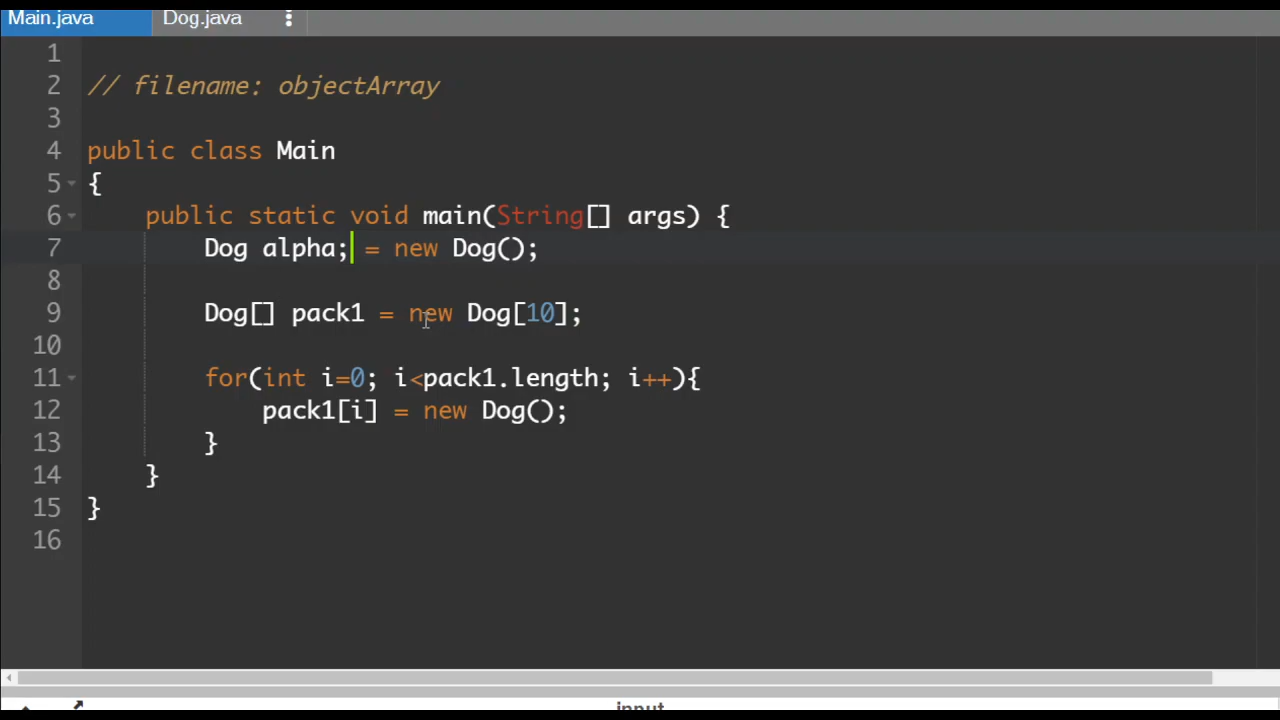 Main.java Dog.java
1
2 // filename: objectArray
3
4 public class Main
5 {
6 public static void main(String[] args) {
7 Dog alpha; = new Dog();
8
9 Dog[] pack1 = new Dog[10];
10
11 for(int i=0; i<pack1.length; i++){
12 pack1[i] = new Dog();
13 }
14 }
15 }
16
input